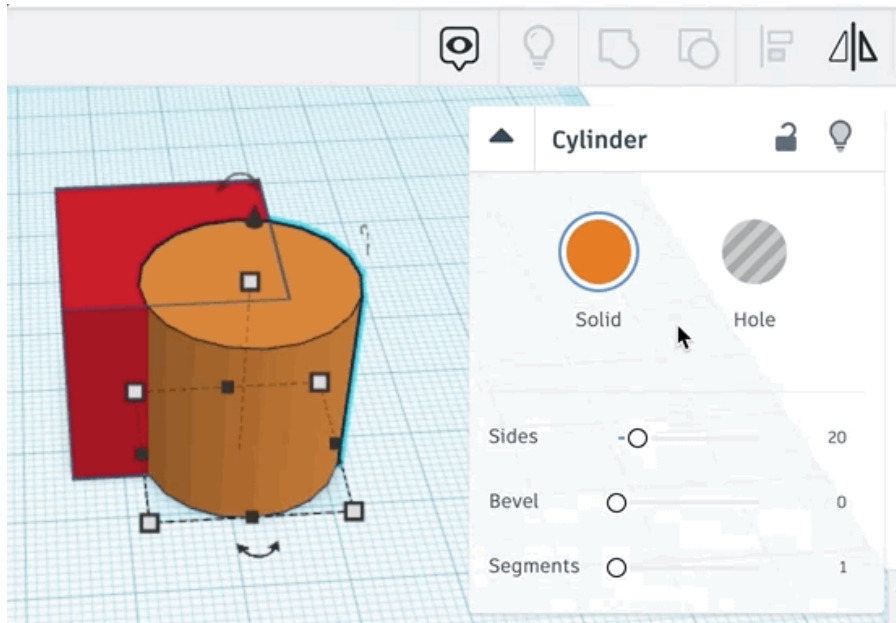 Cylinder
Solid
Hole
Sides 20
Bevel 0
Segments 1